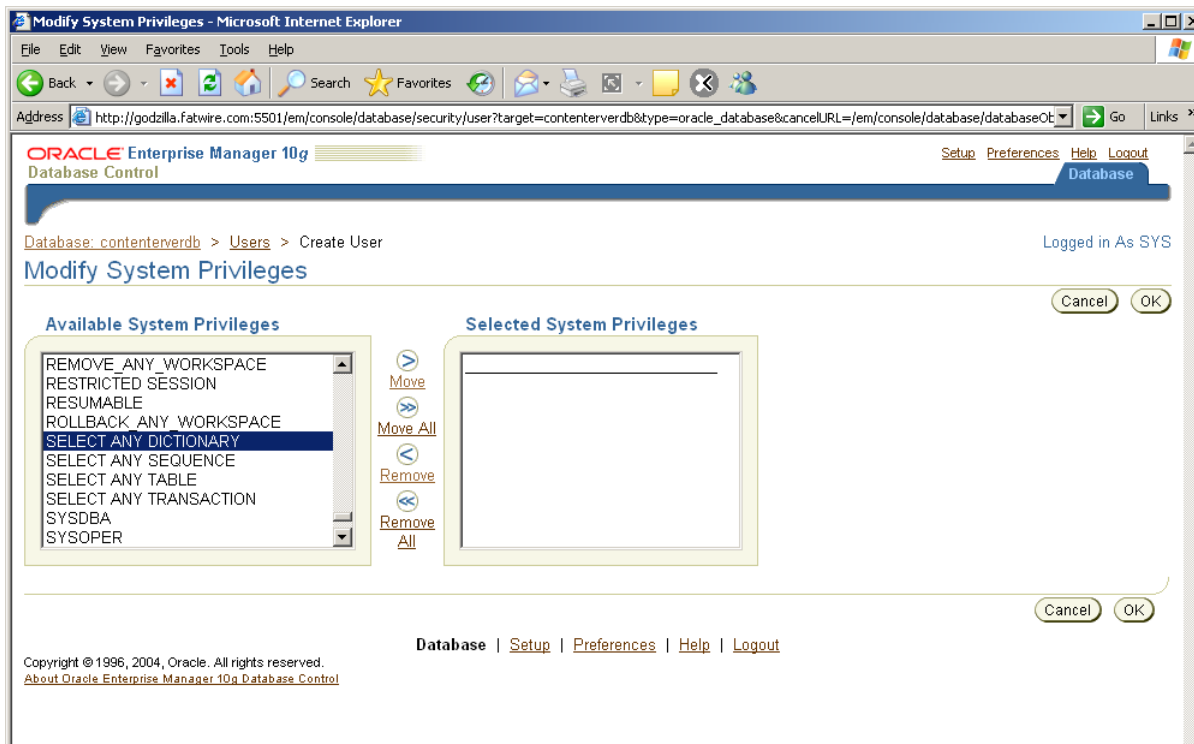 Modify System Privileges - Microsoft Internet Explorer
File Edit View Favorites Tools Help
Back Search Favorites
Address http://godzilla.fatwire.com:5501/em/console/database/security/user?target=contenterverdb&type=oracle_database&cancelURL=/em/console/database/databaseOb Go Links »
ORACLE Enterprise Manager 10g
Setup Preferences Help Logout
Database Control
Database
Database: contenterverdb > Users > Create User
Logged in As SYS
Modify System Privileges
Cancel OK
Available System Privileges
Selected System Privileges
REMOVE_ANY_WORKSPACE
RESTRICTED SESSION
RESUMABLE
ROLLBACK_ANY_WORKSPACE
SELECT ANY DICTIONARY
SELECT ANY SEQUENCE
SELECT ANY TABLE
SELECT ANY TRANSACTION
SYSDBA
SYSOPER
Move
Move All
Remove
Remove
All
Cancel OK
Database | Setup | Preferences | Help | Logout
Copyright © 1996, 2004, Oracle. All rights reserved.
About Oracle Enterprise Manager 10g Database Control